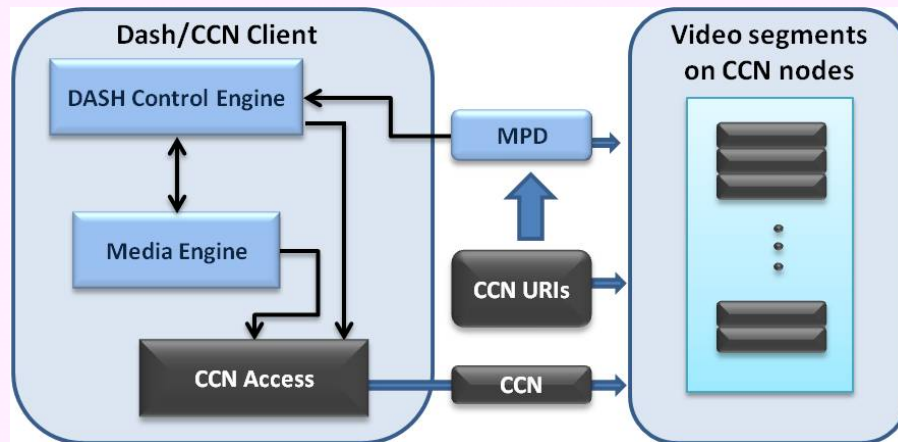 Dash/CCN Client
DASH Control Engine
Media Engine
CCN Access
MPD
CCN URIs
CCN
Video segments
on CCN nodes